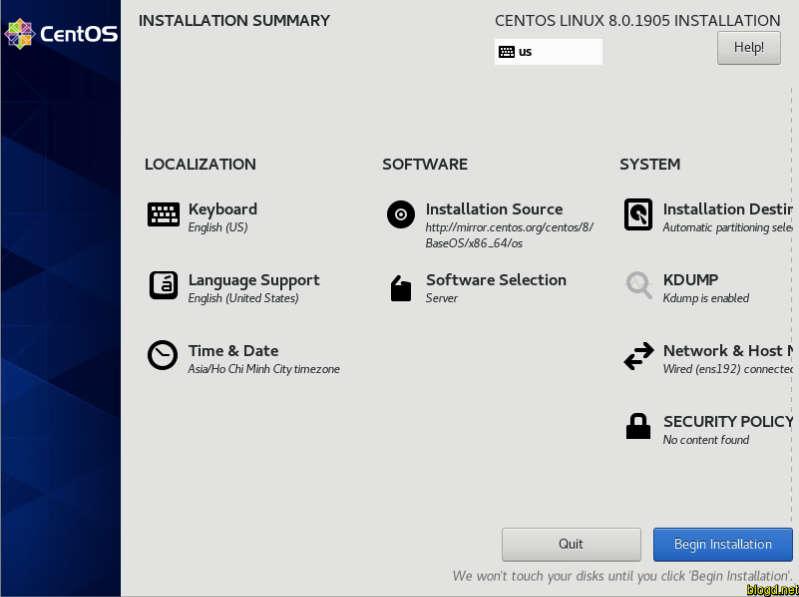 CentOS
INSTALLATION SUMMARY
CENTOS LINUX 8.0.1905 INSTALLATION
us
Help!
LOCALIZATION
Keyboard
English (US)
Language Support
English (United States)
Time & Date
Asia/Ho Chi Minh City timezone
SOFTWARE
Installation Source
http://mirror.centos.org/centos/8/
BaseOS/x86_64/os
Software Selection
Server
SYSTEM
Installation Destin
Automatic partitioning sele
KDUMP
Kdump is enabled
Network & Host N
Wired (ens192) connected
SECURITY POLICY
No content found
Quit
Begin Installation
We won't touch your disks until you click 'Begin Installation'.
blogd.net